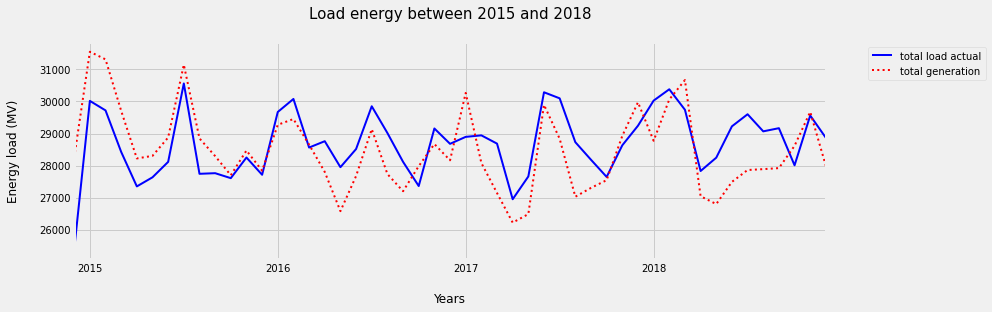 Load energy between 2015 and 2018
total load actual
total generation
31000
30000
29000
28000
27000
26000
Energy load (MV)
2015 2016 2017 2018
Years